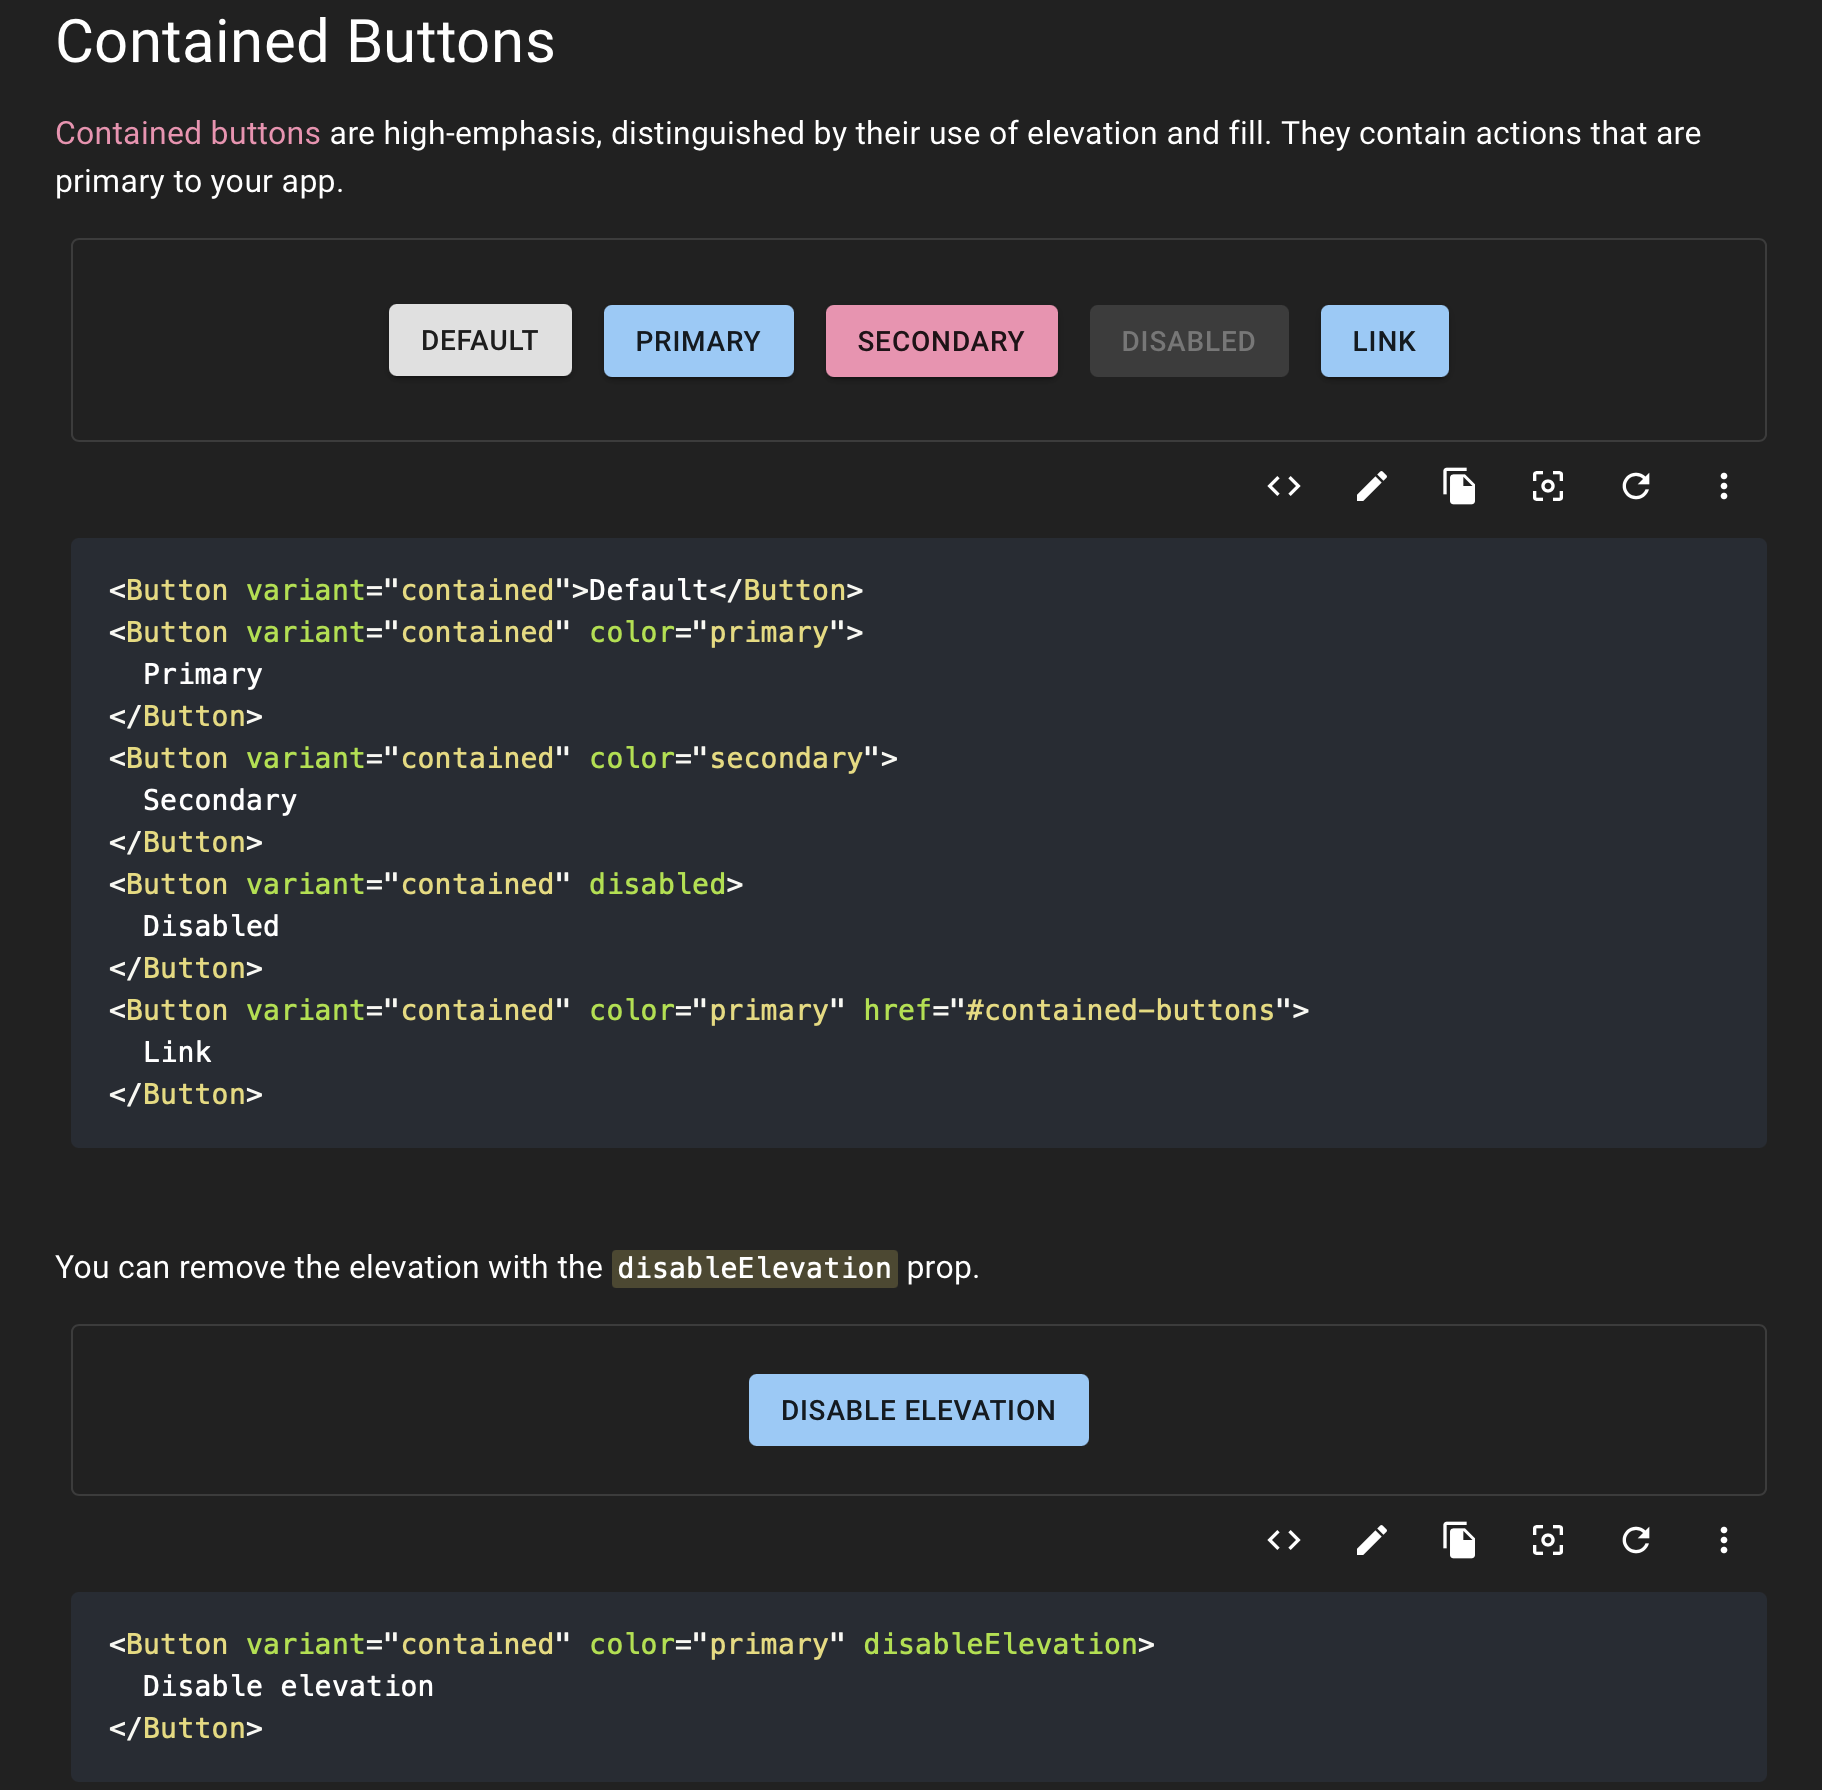 Contained Buttons
Contained buttons are high-emphasis, distinguished by their use of elevation and fill. They contain actions that are
primary to your app.
DEFAULT PRIMARY SECONDARY DISABLED LINK
<Button variant="contained">Default</Button>
<Button variant="contained" color="primary">
  Primary
</Button>
<Button variant="contained" color="secondary">
  Secondary
</Button>
<Button variant="contained" disabled>
  Disabled
</Button>
<Button variant="contained" color="primary" href="#contained-buttons">
  Link
</Button>
You can remove the elevation with the disableElevation prop.
DISABLE ELEVATION
<Button variant="contained" color="primary" disableElevation>
  Disable elevation
</Button>